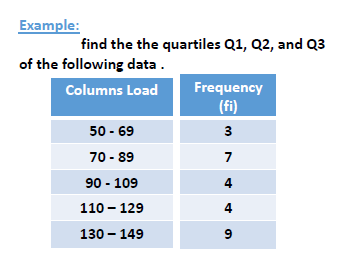 Example:
find the the quartiles Q1, Q2, and Q3
of the following data .
Columns Load Frequency
(fi)
50 - 69 3
70 - 89 7
90 - 109 4
110 – 129 4
130 – 149 9